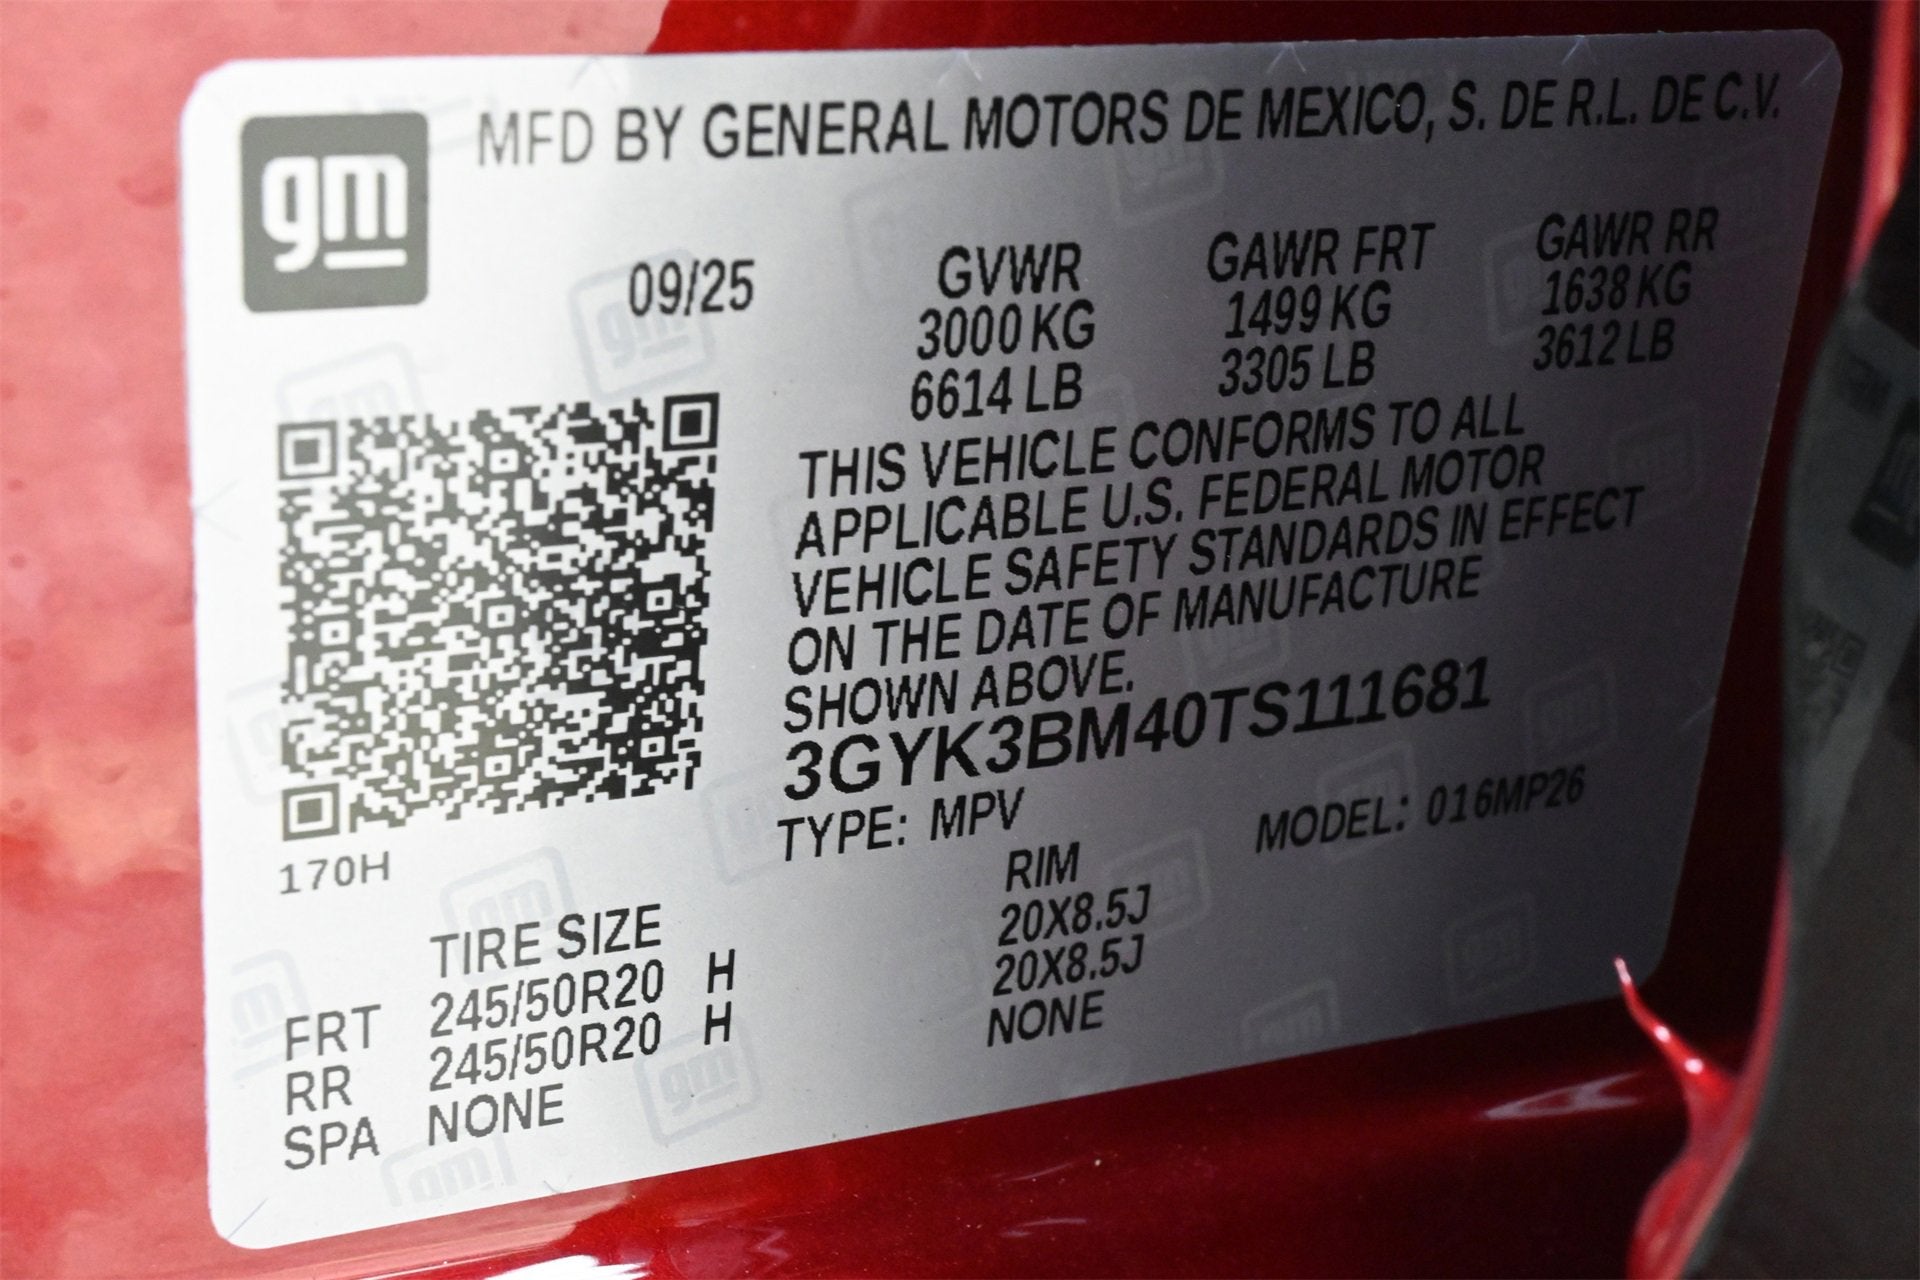 gm
MFD BY GENERAL MOTORS DE MEXICO, S. DE R.L. DE C.V.
09/25
GVWR GAWR FRT GAWR RR
3000 KG 1499 KG 1638 KG
6614 LB 3305 LB 3612 LB
THIS VEHICLE CONFORMS TO ALL
APPLICABLE U.S. FEDERAL MOTOR
VEHICLE SAFETY STANDARDS IN EFFECT
ON THE DATE OF MANUFACTURE
SHOWN ABOVE.
3GYK3BM40TS111681
TYPE: MPV MODEL: 016MP26
170H
TIRE SIZE RIM
FRT 245/50R20 H 20X8.5J
RR 245/50R20 H 20X8.5J
SPA NONE NONE